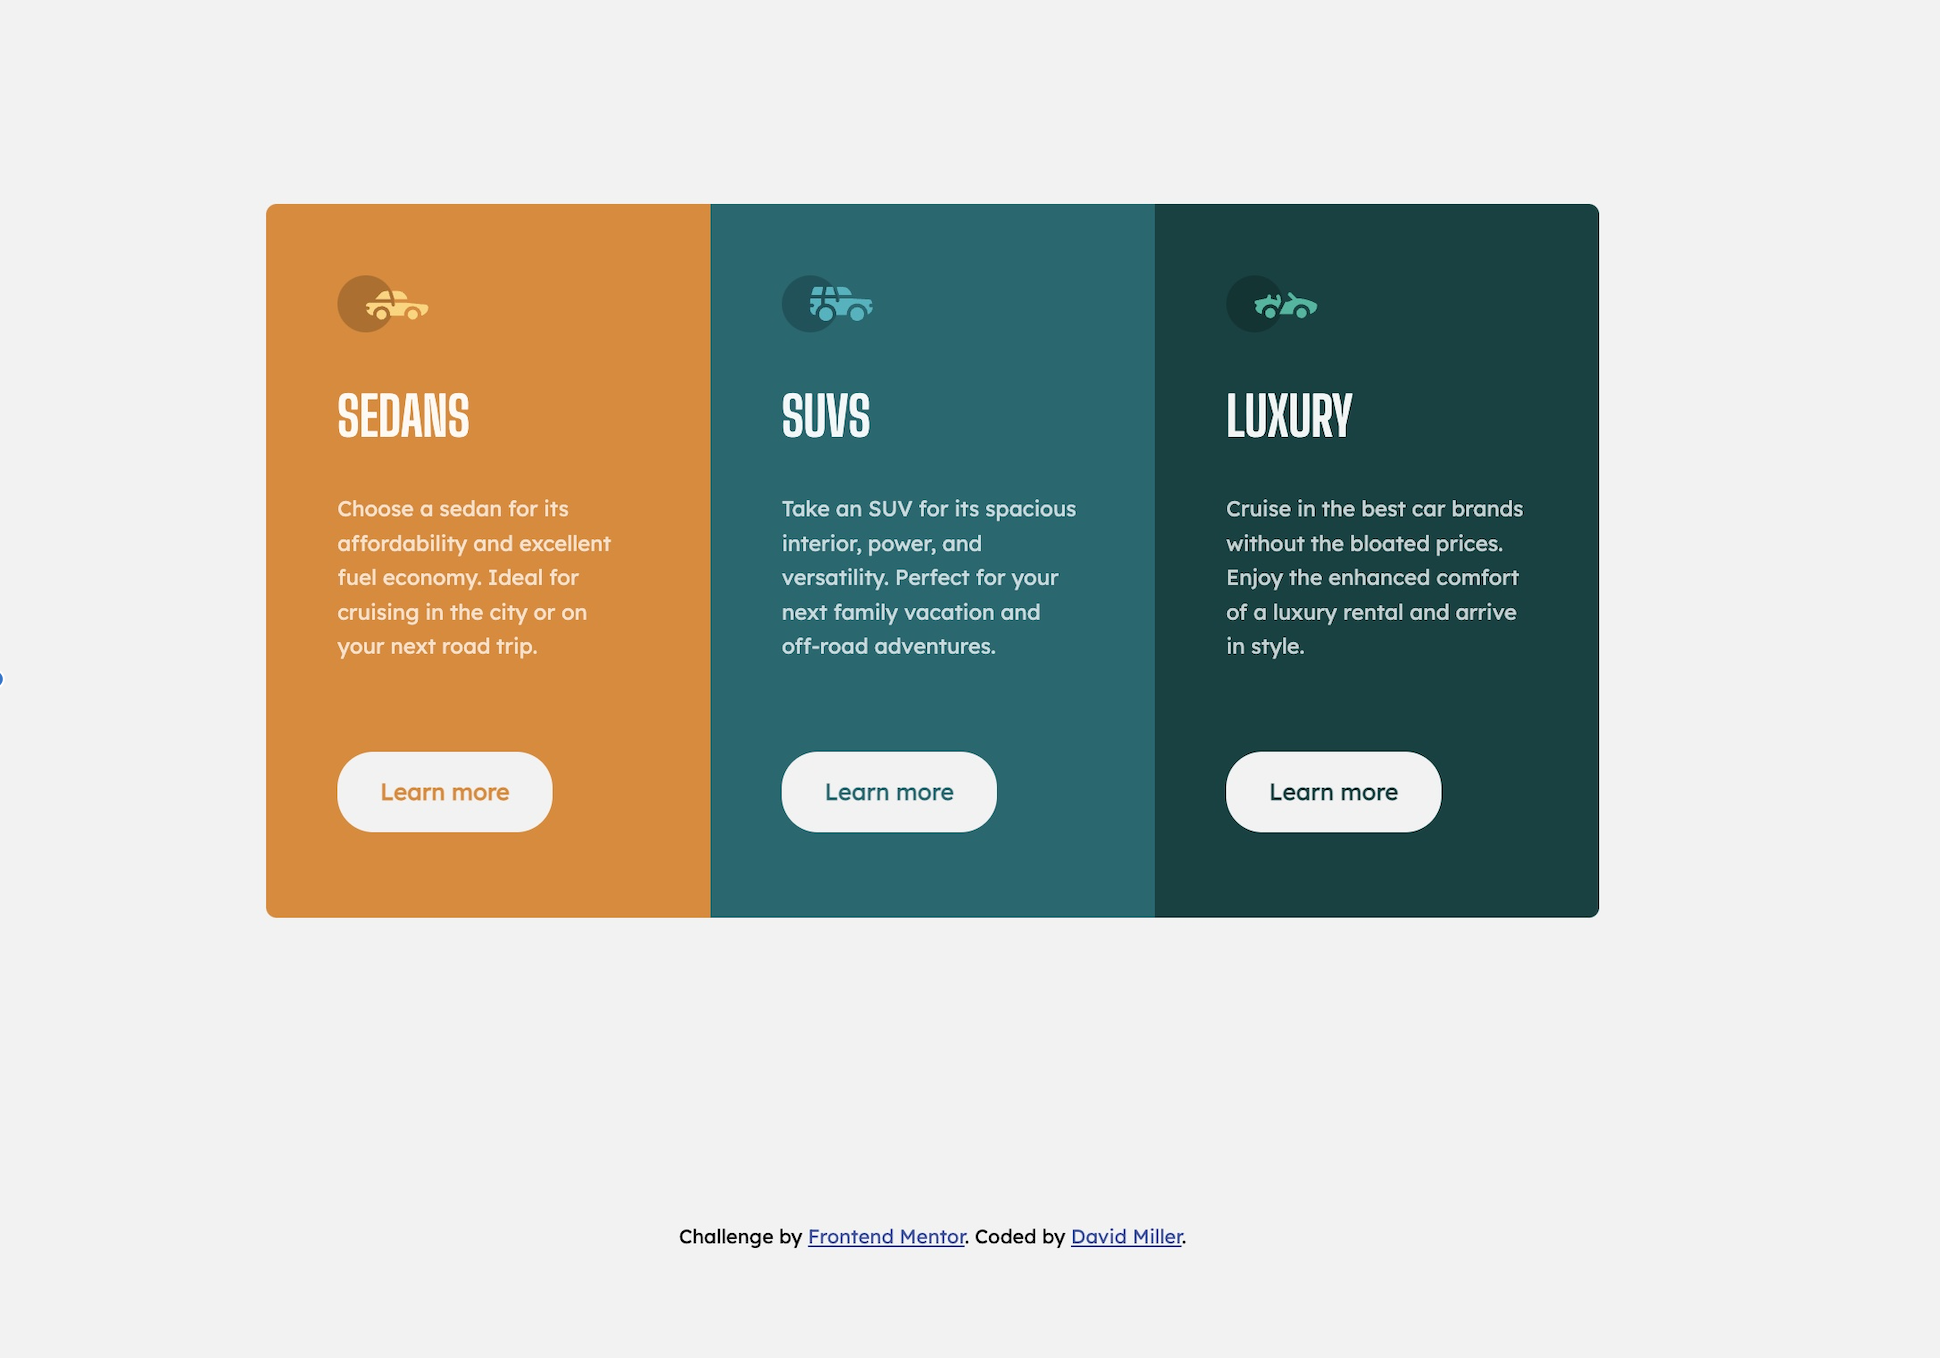 SEDANS
Choose a sedan for its
affordability and excellent
fuel economy. Ideal for
cruising in the city or on
your next road trip.
Learn more
SUVS
Take an SUV for its spacious
interior, power, and
versatility. Perfect for your
next family vacation and
off-road adventures.
Learn more
LUXURY
Cruise in the best car brands
without the bloated prices.
Enjoy the enhanced comfort
of a luxury rental and arrive
in style.
Learn more
Challenge by Frontend Mentor. Coded by David Miller.